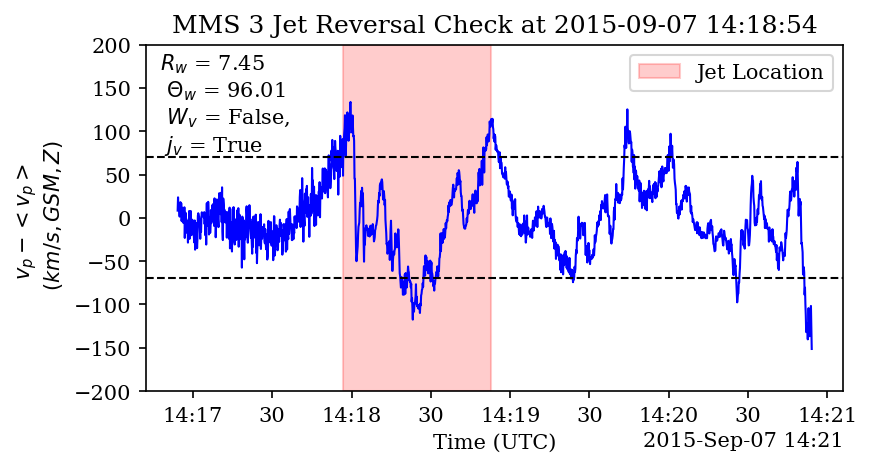 MMS 3 Jet Reversal Check at 2015-09-07 14:18:54
200
150
100
50
0
−50
−100
−150
−200
v_p − < v_p >
(km/s, GSM, Z)
R_w = 7.45
Θ_w = 96.01
W_v = False,
j_v = True
Jet Location
14:17 30 14:18 30 14:19 30 14:20 30 14:21
Time (UTC)
2015-Sep-07 14:21